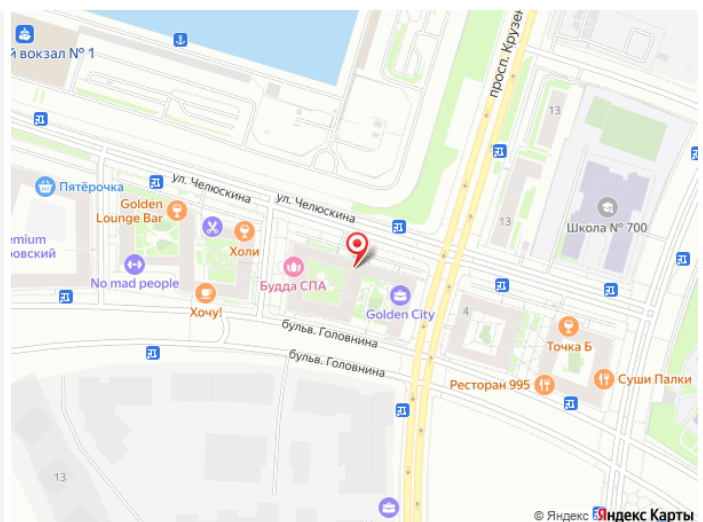 й вокзал № 1
просп. Крузен
13
Пятёрочка
ул. Челюскина
ул. Челюскина
Golden
Lounge Bar
Холи
13
Школа № 700
emium
ровский
No mad people
Будда СПА
Хочу!
Golden City
4
бульв. Головнина
Точка Б
бульв. Головнина
Ресторан 995
Суши Палки
13
© Яндекс Яндекс Карты